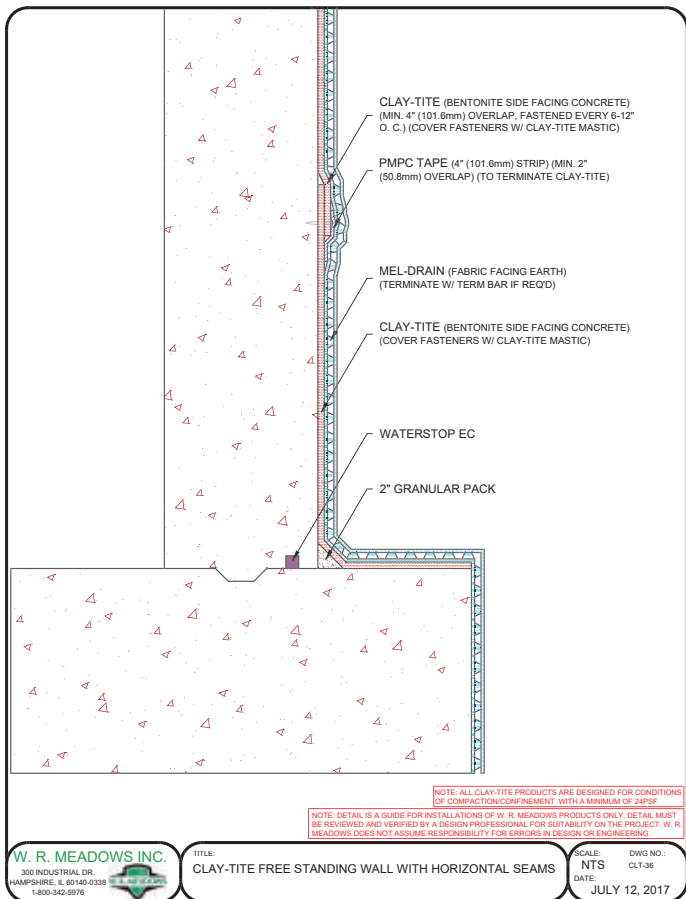 CLAY-TITE (BENTONITE SIDE FACING CONCRETE)
(MIN. 4" (101.6mm) OVERLAP, FASTENED EVERY 6-12"
O. C.) (COVER FASTENERS W/ CLAY-TITE MASTIC)
PMPC TAPE (4" (101.6mm) STRIP) (MIN. 2"
(50.8mm) OVERLAP) (TO TERMINATE CLAY-TITE)
MEL-DRAIN (FABRIC FACING EARTH)
(TERMINATE W/ TERM BAR IF REQ'D)
CLAY-TITE (BENTONITE SIDE FACING CONCRETE)
(COVER FASTENERS W/ CLAY-TITE MASTIC)
WATERSTOP EC
2" GRANULAR PACK
NOTE: ALL CLAY-TITE PRODUCTS ARE DESIGNED FOR CONDITIONS
OF COMPACTION/CONFINEMENT WITH A MINIMUM OF 24PSF
NOTE: DETAIL IS A GUIDE FOR INSTALLATIONS OF W. R. MEADOWS PRODUCTS ONLY. DETAIL MUST
BE REVIEWED AND VERIFIED BY A DESIGN PROFESSIONAL FOR SUITABILITY ON THE PROJECT. W. R.
MEADOWS DOES NOT ASSUME RESPONSIBILITY FOR ERRORS IN DESIGN OR ENGINEERING.
W. R. MEADOWS INC.
300 INDUSTRIAL DR.
HAMPSHIRE, IL 60140-0338
1-800-342-5976
W. R. MEADOWS
TITLE:
CLAY-TITE FREE STANDING WALL WITH HORIZONTAL SEAMS
SCALE:
NTS
DWG NO.:
CLT-36
DATE:
JULY 12, 2017